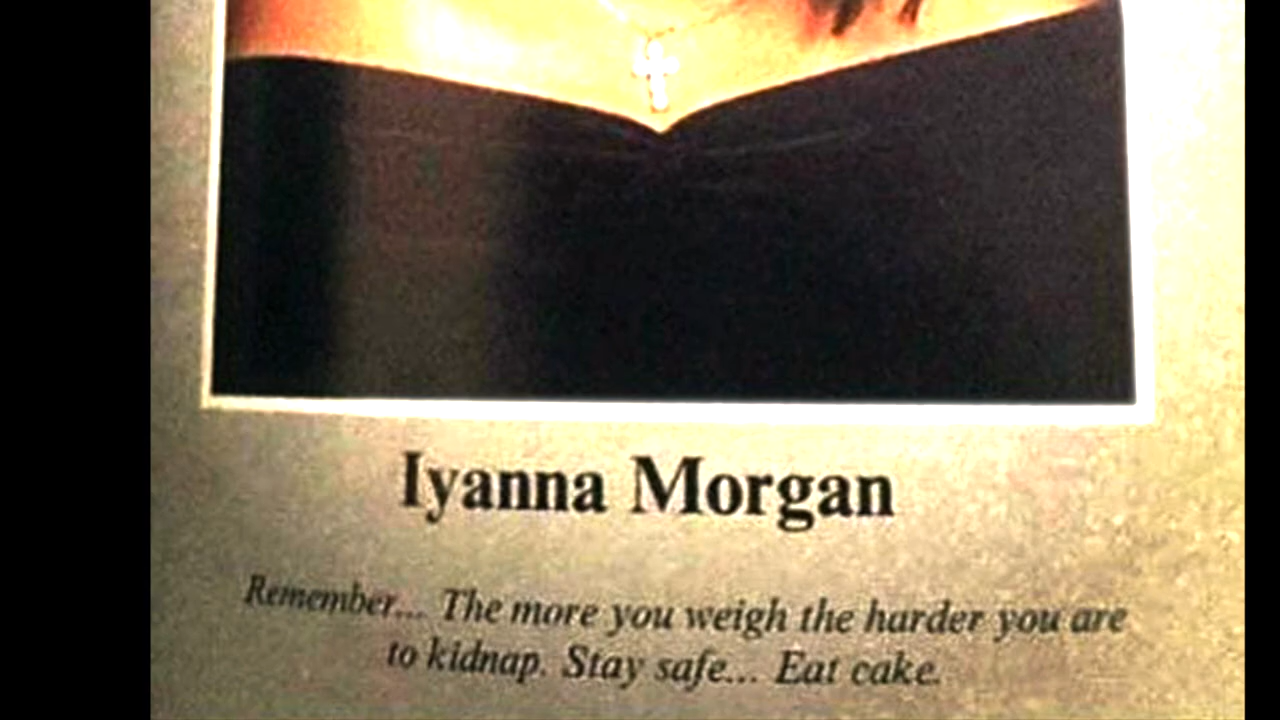 Iyanna Morgan
Remember... The more you weigh the harder you are
to kidnap. Stay safe... Eat cake.